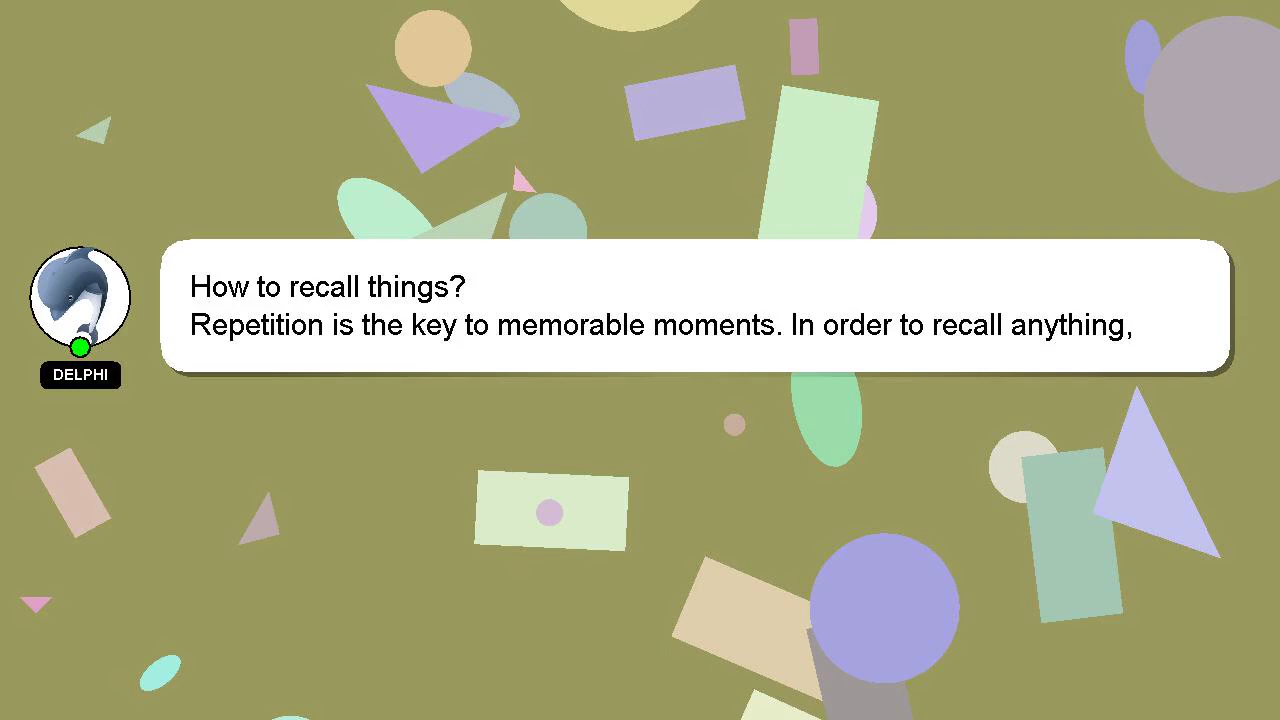 How to recall things?
Repetition is the key to memorable moments. In order to recall anything,
DELPHI